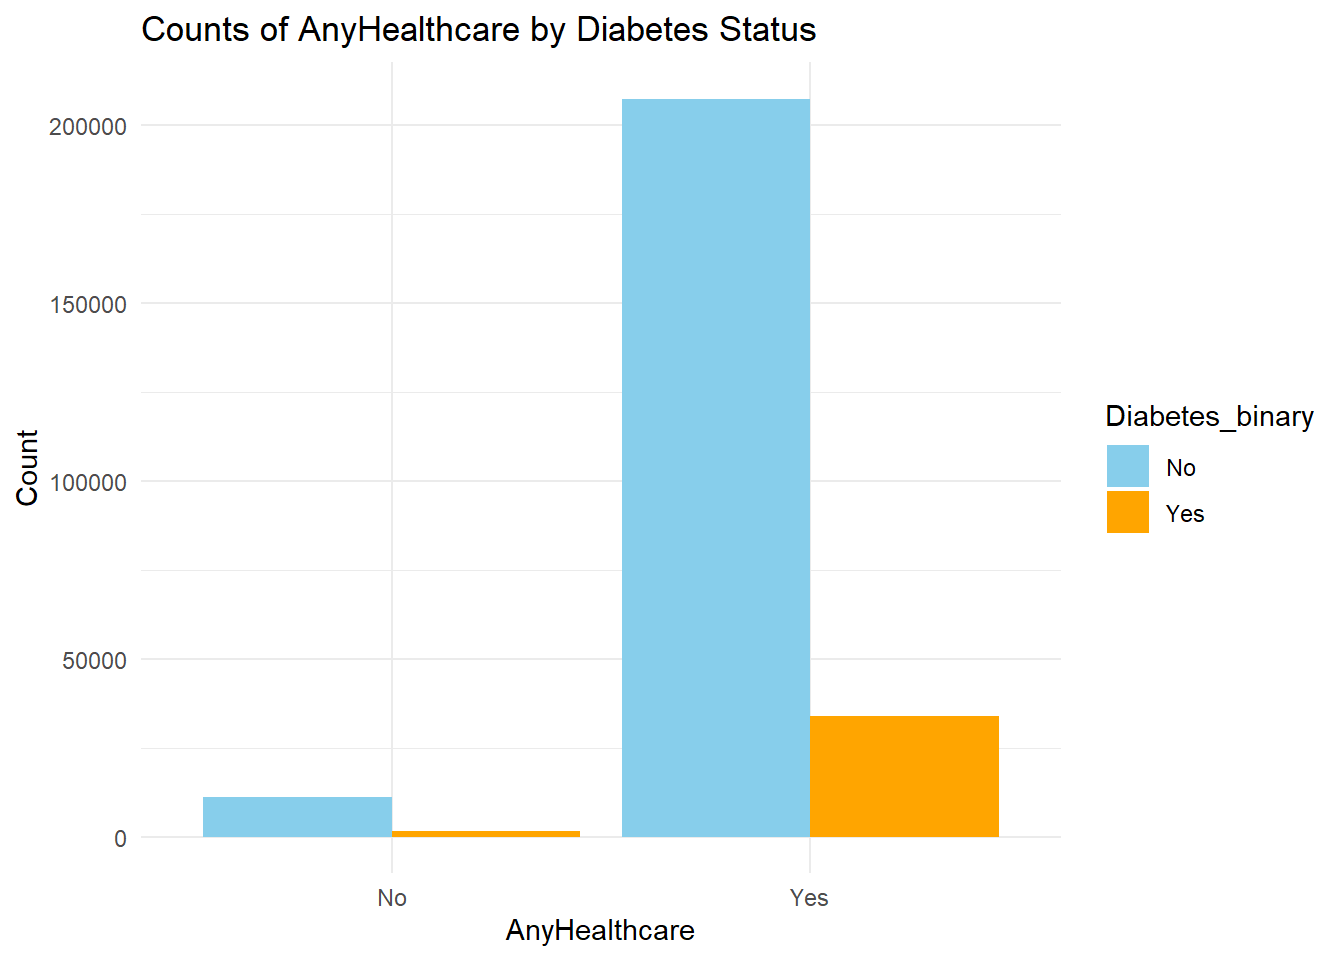 Counts of AnyHealthcare by Diabetes Status
200000
150000
100000
50000
0
Count
No
Yes
AnyHealthcare
Diabetes_binary
No
Yes